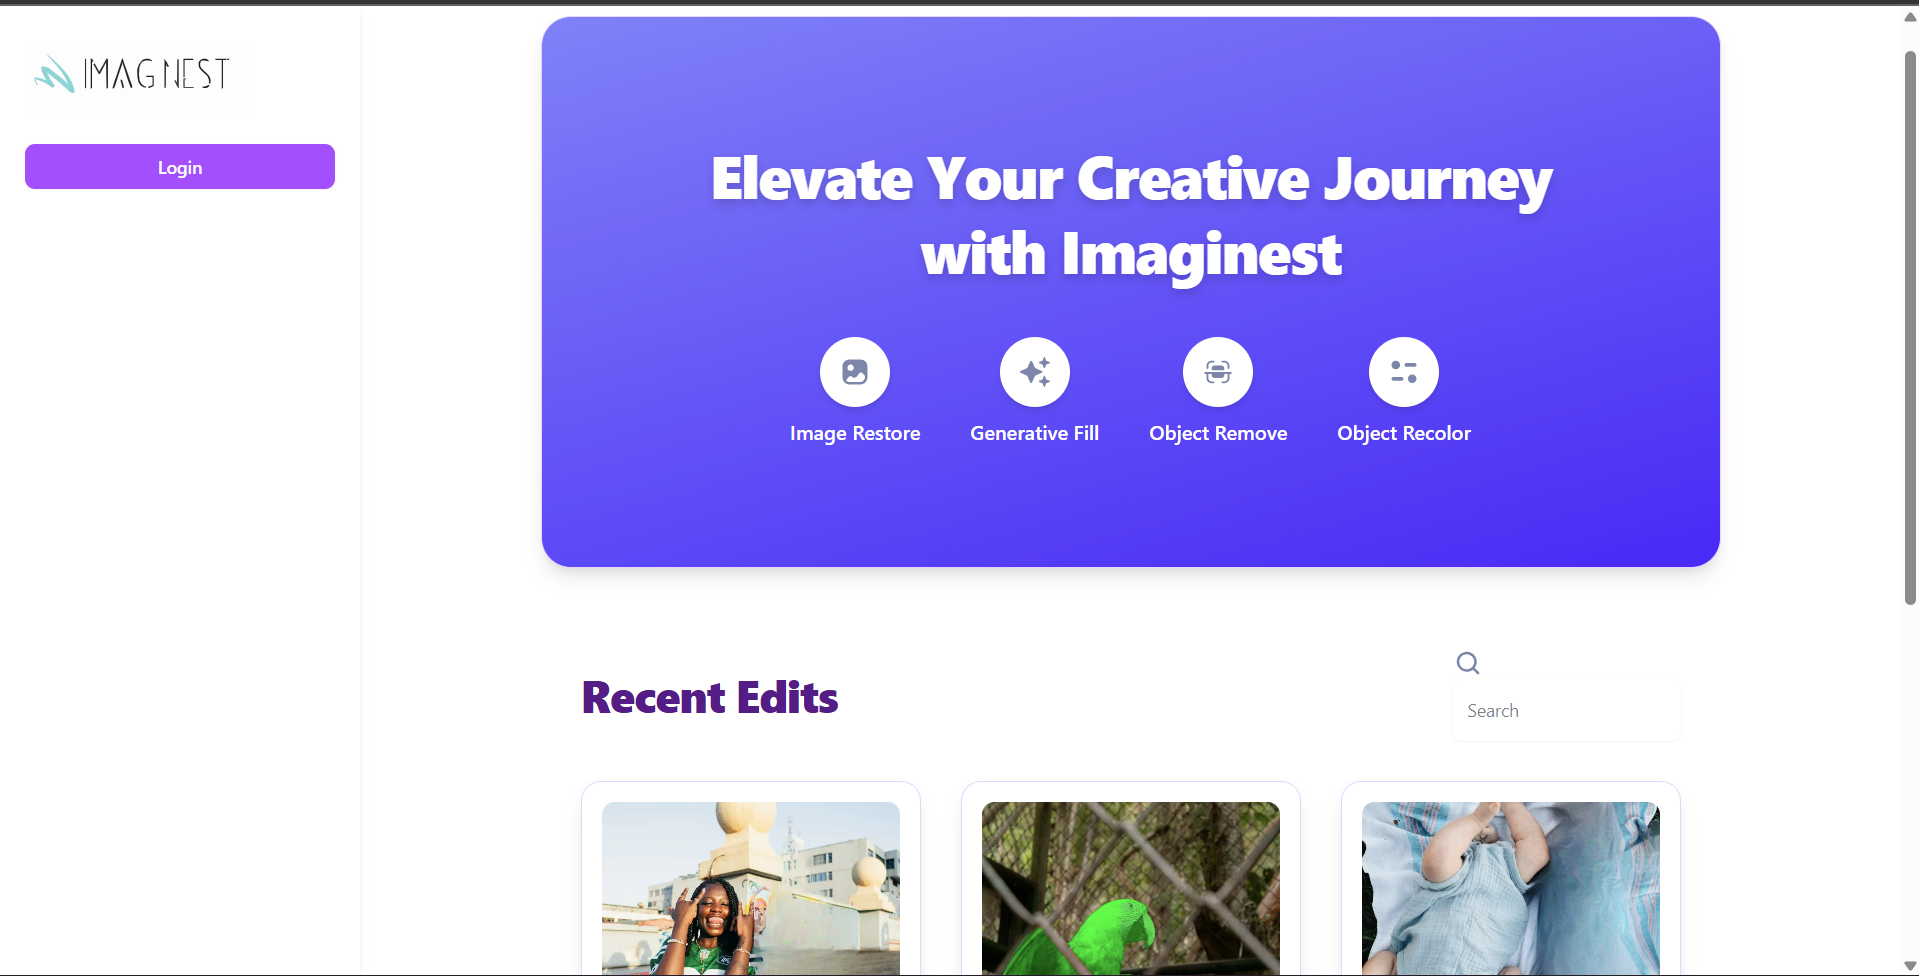 IMAGINEST
Login
Elevate Your Creative Journey
with Imaginest
Image Restore
Generative Fill
Object Remove
Object Recolor
Recent Edits
Search